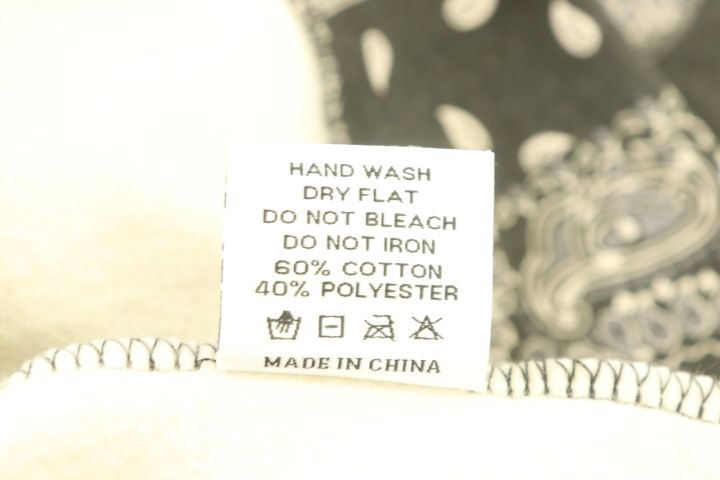 HAND WASH
DRY FLAT
DO NOT BLEACH
DO NOT IRON
60% COTTON
40% POLYESTER
MADE IN CHINA